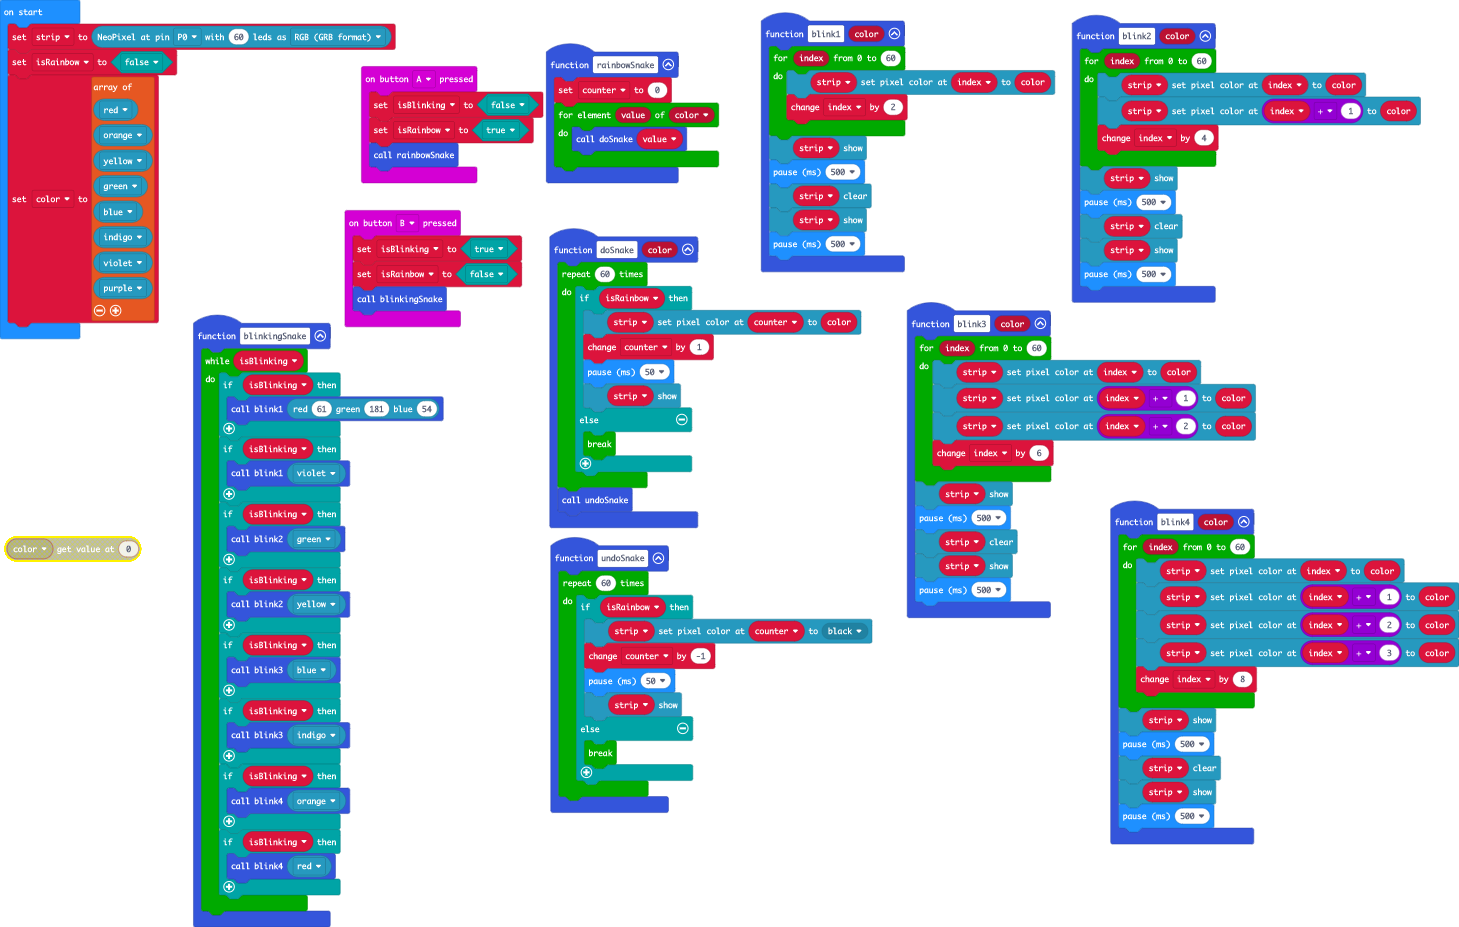 on start
set strip to NeoPixel at pin P0 with 60 leds as RGB (GRB format)
set isRainbow to false
set color to
array of
red
orange
yellow
green
blue
indigo
violet
purple
color get value at 0
function blinkingSnake
while isBlinking
do
if isBlinking then
call blink1 red 61 green 181 blue 54
if isBlinking then
call blink1 violet
if isBlinking then
call blink2 green
if isBlinking then
call blink2 yellow
if isBlinking then
call blink3 blue
if isBlinking then
call blink3 indigo
if isBlinking then
call blink4 orange
if isBlinking then
call blink4 red
on button A pressed
set isBlinking to false
set isRainbow to true
call rainbowSnake
on button B pressed
set isBlinking to true
set isRainbow to false
call blinkingSnake
function rainbowSnake
set counter to 0
for element value of color
do call doSnake value
function doSnake color
repeat 60 times
do if isRainbow then
strip set pixel color at counter to color
change counter by 1
pause (ms) 50
strip show
else
break
call undoSnake
function undoSnake
repeat 60 times
do if isRainbow then
strip set pixel color at counter to black
change counter by -1
pause (ms) 50
strip show
else
break
function blink1 color
for index from 0 to 60
do strip set pixel color at index to color
change index by 2
strip show
pause (ms) 500
strip clear
strip show
pause (ms) 500
function blink2 color
for index from 0 to 60
do strip set pixel color at index to color
strip set pixel color at index + 1 to color
change index by 4
strip show
pause (ms) 500
strip clear
strip show
pause (ms) 500
function blink3 color
for index from 0 to 60
do strip set pixel color at index to color
strip set pixel color at index + 1 to color
strip set pixel color at index + 2 to color
change index by 6
strip show
pause (ms) 500
strip clear
strip show
pause (ms) 500
function blink4 color
for index from 0 to 60
do strip set pixel color at index to color
strip set pixel color at index + 1 to color
strip set pixel color at index + 2 to color
strip set pixel color at index + 3 to color
change index by 8
strip show
pause (ms) 500
strip clear
strip show
pause (ms) 500